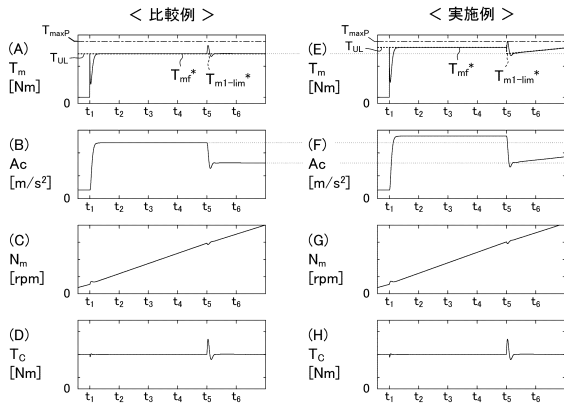 ＜ 比較例 ＞
(A)
Tm
[Nm]
TmaxP
TUL
Tmf*
Tm1-lim*
0
t1 t2 t3 t4 t5 t6
(B)
Ac
[m/s2]
0
t1 t2 t3 t4 t5 t6
(C)
Nm
[rpm]
0
t1 t2 t3 t4 t5 t6
(D)
TC
[Nm]
0
t1 t2 t3 t4 t5 t6
＜ 実施例 ＞
(E)
Tm
[Nm]
TmaxP
TUL
Tmf*
Tm1-lim*
0
t1 t2 t3 t4 t5 t6
(F)
Ac
[m/s2]
0
t1 t2 t3 t4 t5 t6
(G)
Nm
[rpm]
0
t1 t2 t3 t4 t5 t6
(H)
TC
[Nm]
0
t1 t2 t3 t4 t5 t6